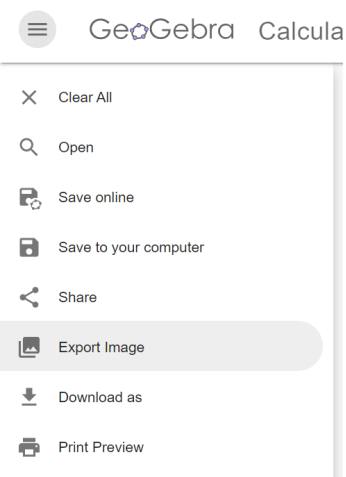 GeoGebra Calcula
Clear All
Open
Save online
Save to your computer
Share
Export Image
Download as
Print Preview